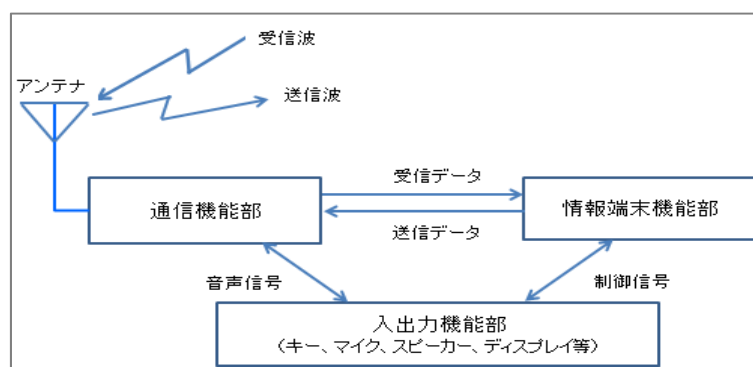 受信波
アンテナ
送信波
受信データ
通信機能部
情報端末機能部
送信データ
音声信号
制御信号
入出力機能部
（キー、マイク、スピーカー、ディスプレイ等）